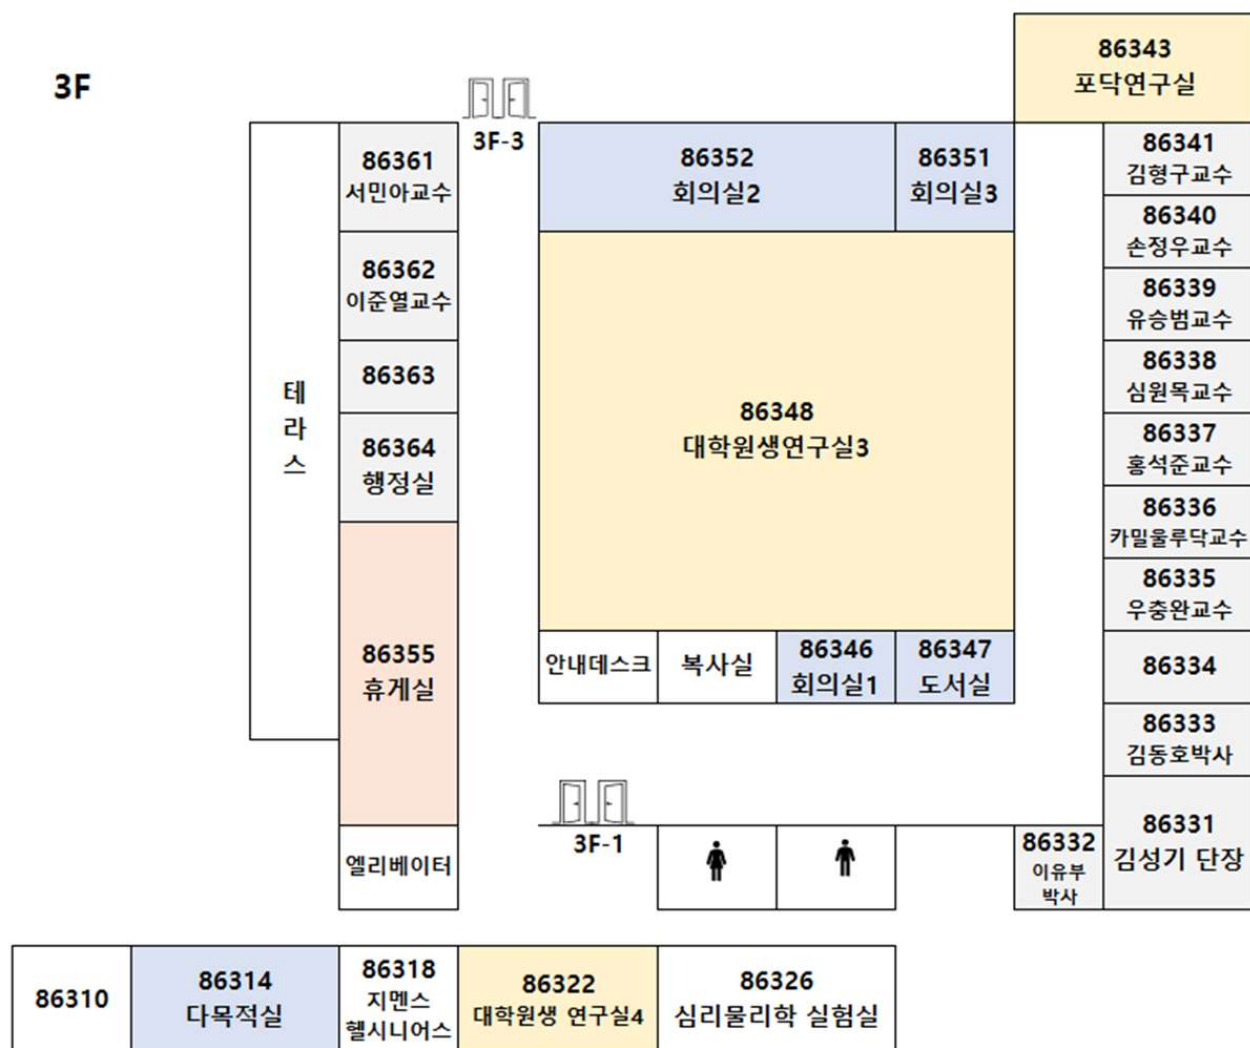 3F
86343
포닥연구실
3F-3
86361
서민아교수
86352
회의실2
86351
회의실3
86341
김형구교수
86340
손정우교수
86362
이준열교수
86339
유승범교수
86363
86338
심원목교수
테
라
스
86348
대학원생연구실3
86364
행정실
86337
홍석준교수
86336
카밀울루닥교수
86335
우충완교수
86355
휴게실
안내데스크
복사실
86346
회의실1
86347
도서실
86334
86333
김동호박사
3F-1
엘리베이터
86332
이유부
박사
86331
김성기 단장
86310
86314
다목적실
86318
지멘스
헬시니어스
86322
대학원생 연구실4
86326
심리물리학 실험실